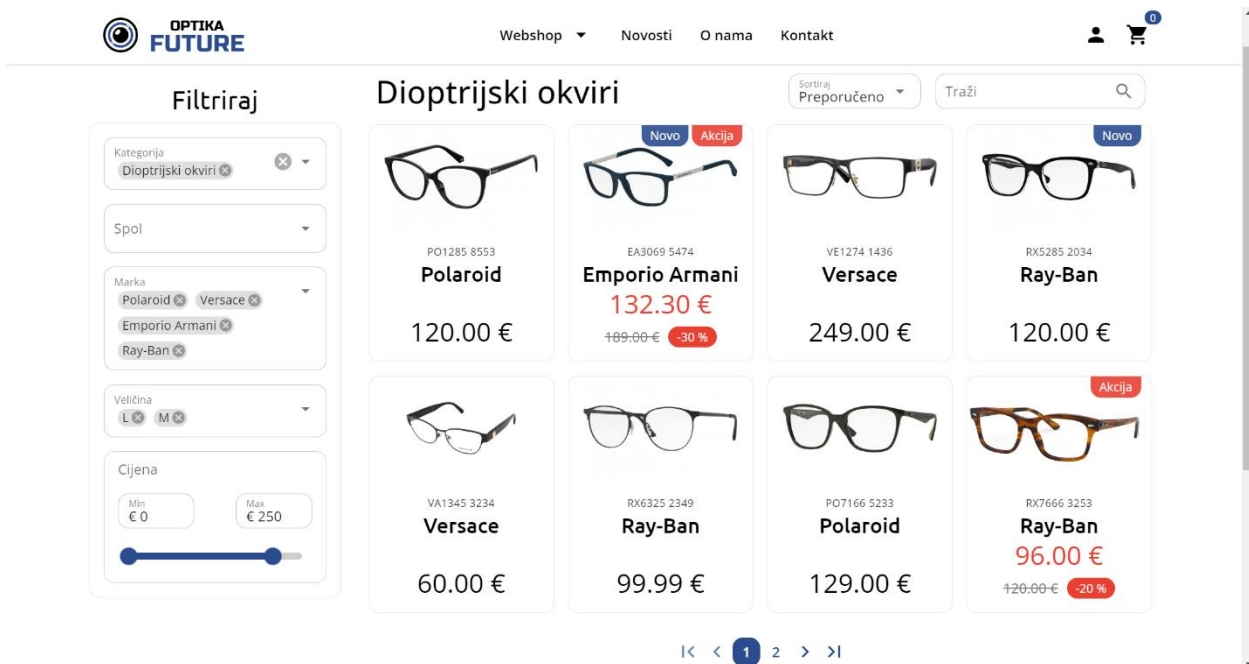 OPTIKA
FUTURE
Webshop
Novosti
O nama
Kontakt
0
Filtriraj
Kategorija
Dioptrijski okviri
Spol
Marka
Polaroid
Versace
Emporio Armani
Ray-Ban
Veličina
L
M
Cijena
Min
€ 0
Max
€ 250
Dioptrijski okviri
Sortiraj
Preporučeno
Traži
PO1285 8553
Polaroid
120.00 €
Novo
Akcija
EA3069 5474
Emporio Armani
132.30 €
189.00 €
-30 %
VE1274 1436
Versace
249.00 €
Novo
RX5285 2034
Ray-Ban
120.00 €
VA1345 3234
Versace
60.00 €
RX6325 2349
Ray-Ban
99.99 €
PO7166 5233
Polaroid
129.00 €
Akcija
RX7666 3253
Ray-Ban
96.00 €
120.00 €
-20 %
1
2